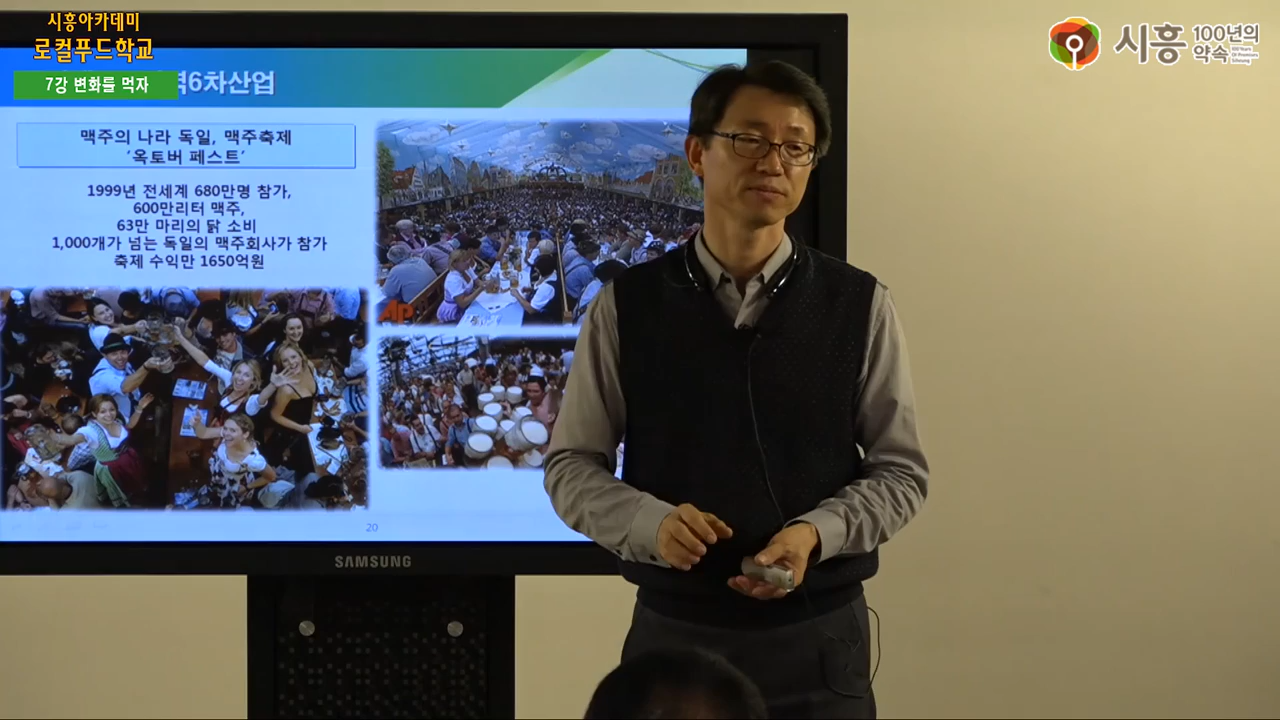 시흥아카데미
로컬푸드학교
7강 변화를 먹자
역6차산업
맥주의 나라 독일, 맥주축제
'옥토버 페스트'
1999년 전세계 680만명 참가,
600만리터 맥주,
63만 마리의 닭 소비
1,000개가 넘는 독일의 맥주회사가 참가
축제 수익만 1650억원
AP
20
SAMSUNG
시흥
100년의
약속